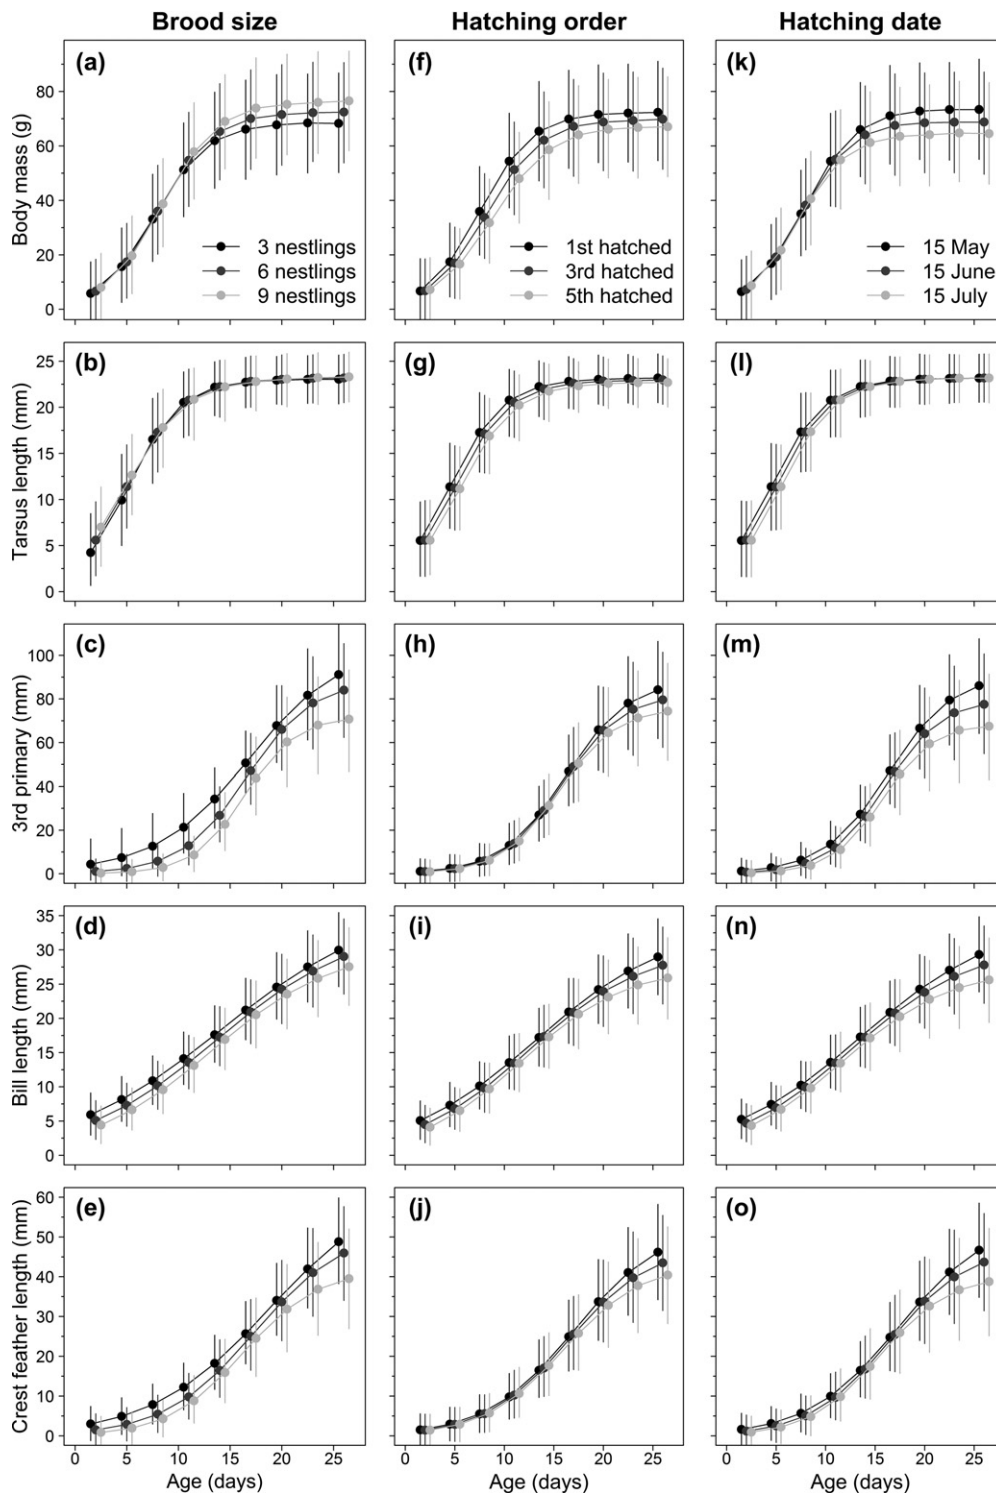 Brood size Hatching order Hatching date
(a) (f) (k)
Body mass (g)
80
60
40
20
0
3 nestlings
6 nestlings
9 nestlings
1st hatched
3rd hatched
5th hatched
15 May
15 June
15 July
(b) (g) (l)
Tarsus length (mm)
25
20
15
10
5
0
(c) (h) (m)
3rd primary (mm)
100
80
60
40
20
0
(d) (i) (n)
Bill length (mm)
35
30
25
20
15
10
5
0
(e) (j) (o)
Crest feather length (mm)
60
50
40
30
20
10
0
0 5 10 15 20 25 0 5 10 15 20 25 0 5 10 15 20 25
Age (days) Age (days) Age (days)